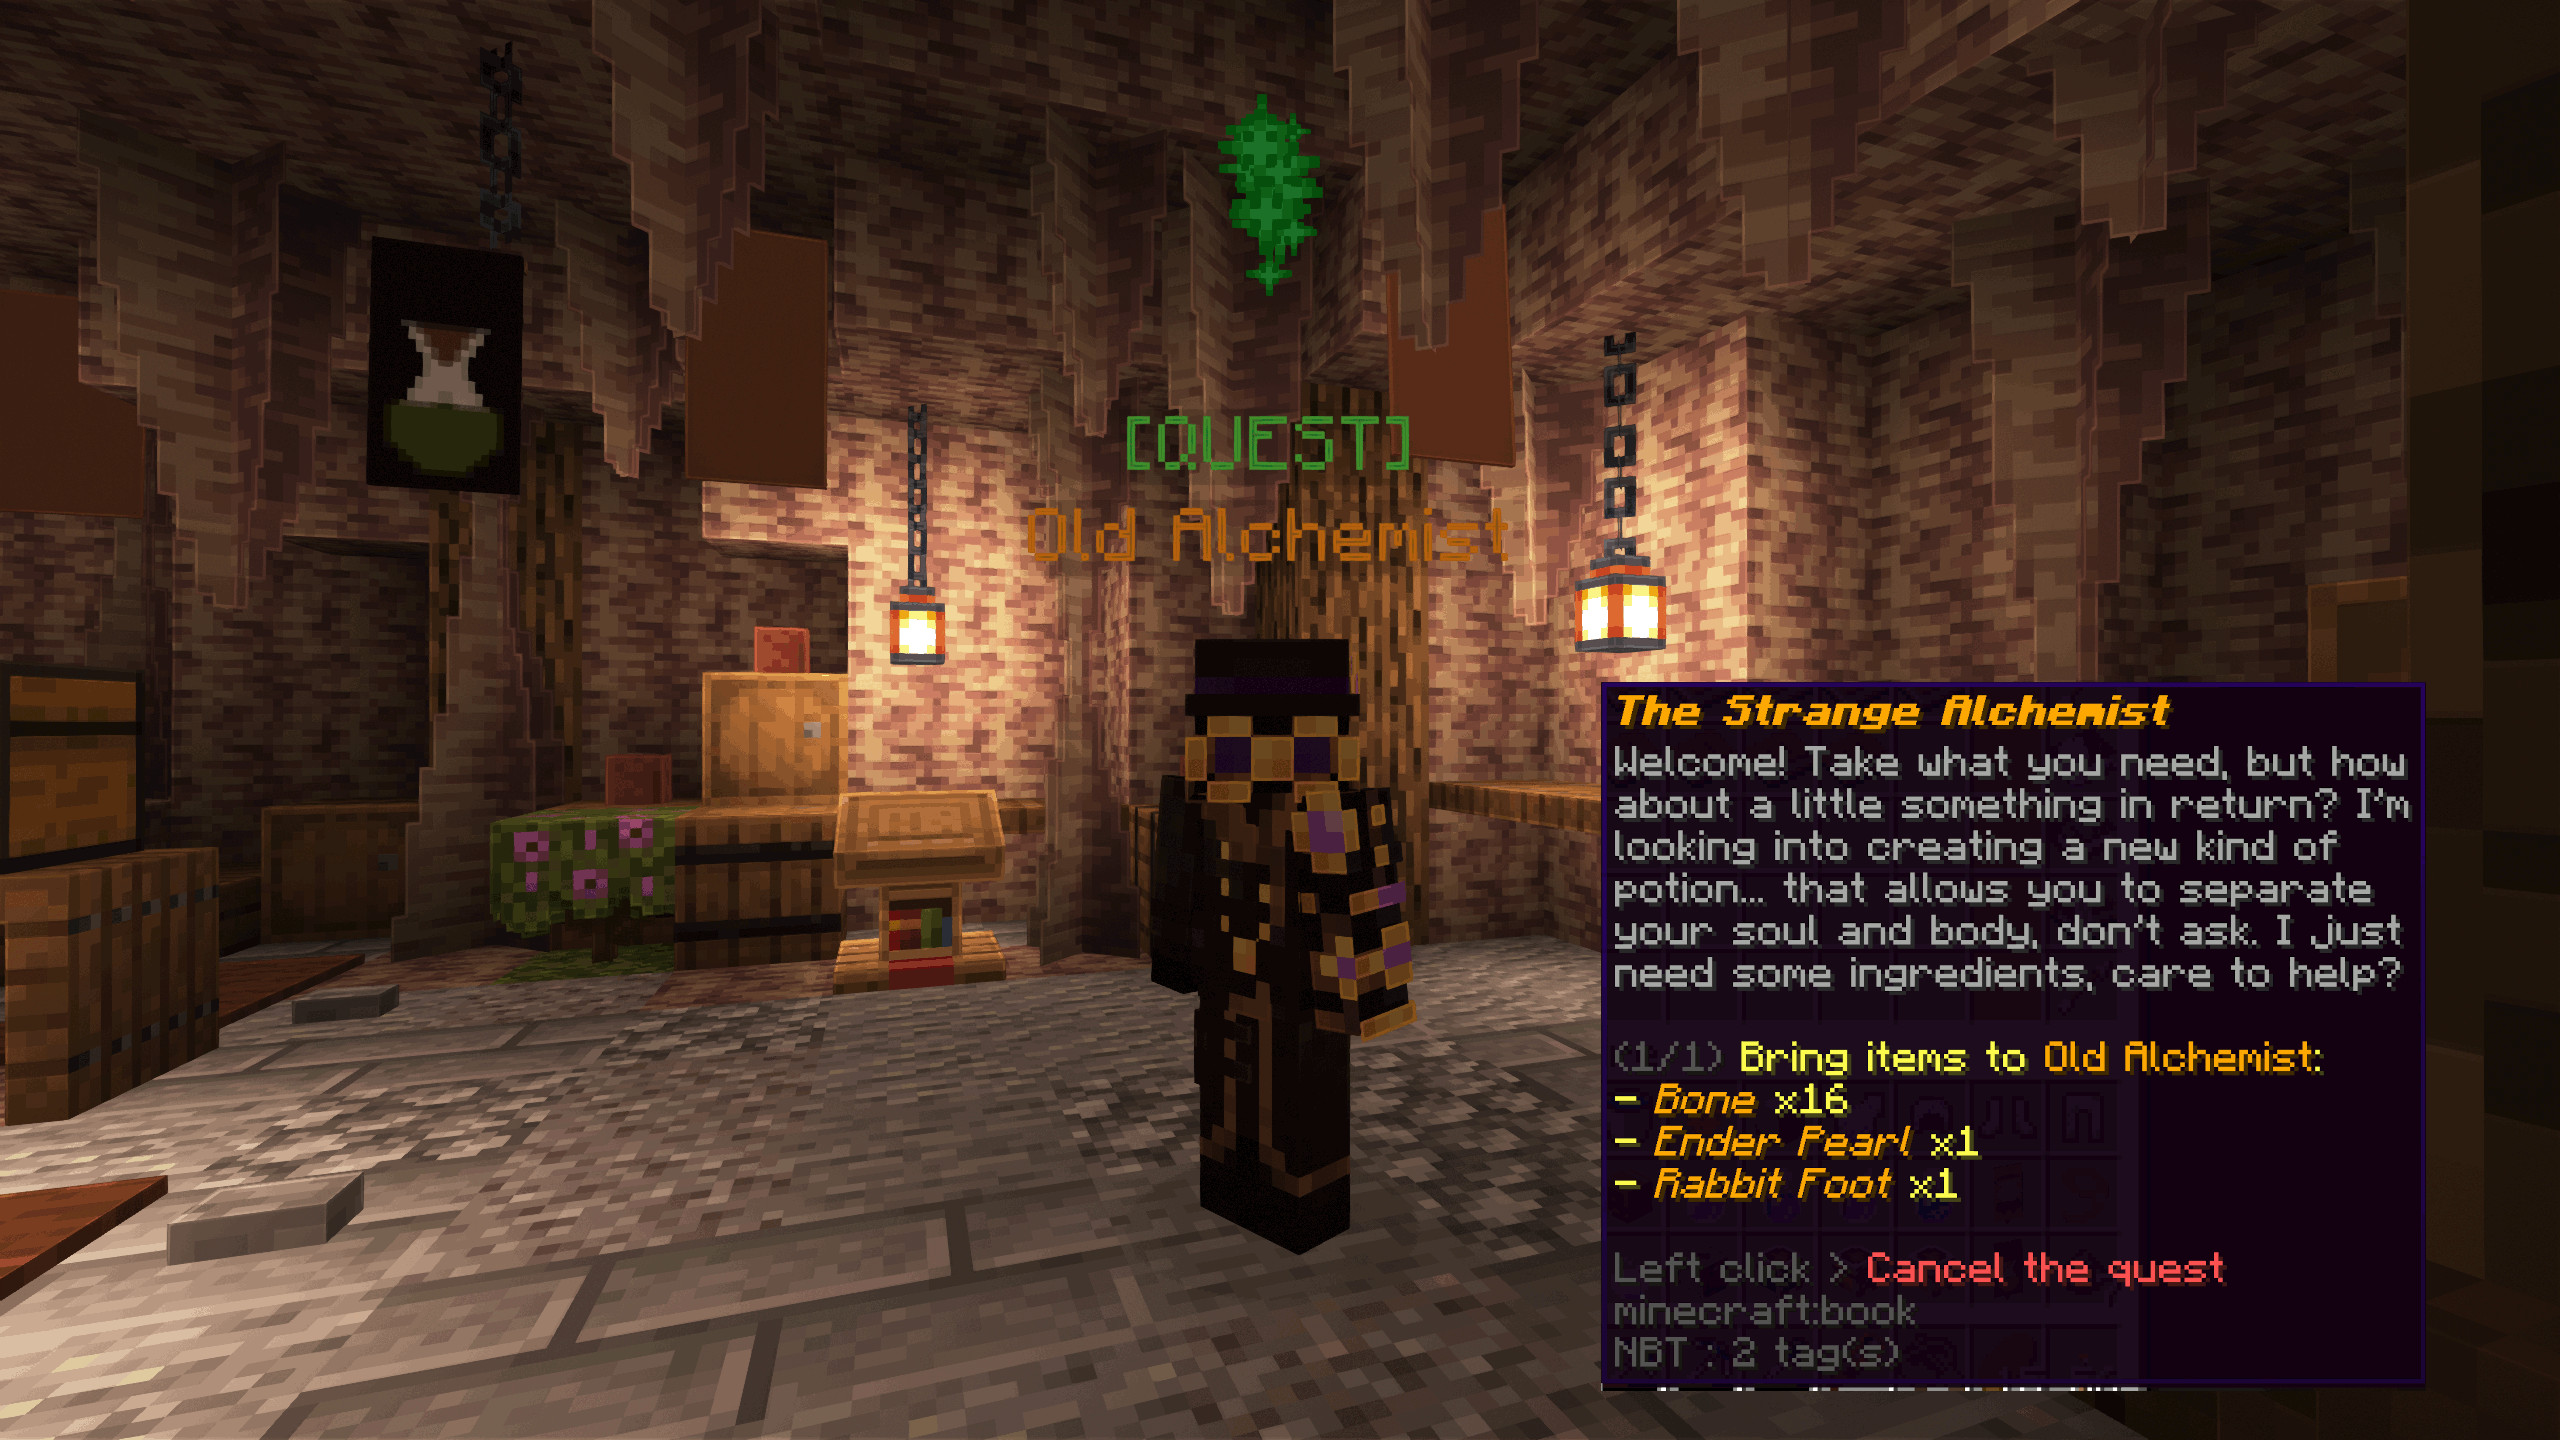 [QUEST]
Old Alchemist
The Strange Alchemist
Welcome! Take what you need, but how
about a little something in return? I'm
looking into creating a new kind of
potion... that allows you to separate
your soul and body, don't ask. I just
need some ingredients, care to help?
(1/1) Bring items to Old Alchemist:
- Bone x16
- Ender Pearl x1
- Rabbit Foot x1
Left click > Cancel the quest
minecraft:book
NBT : 2 tag(s)